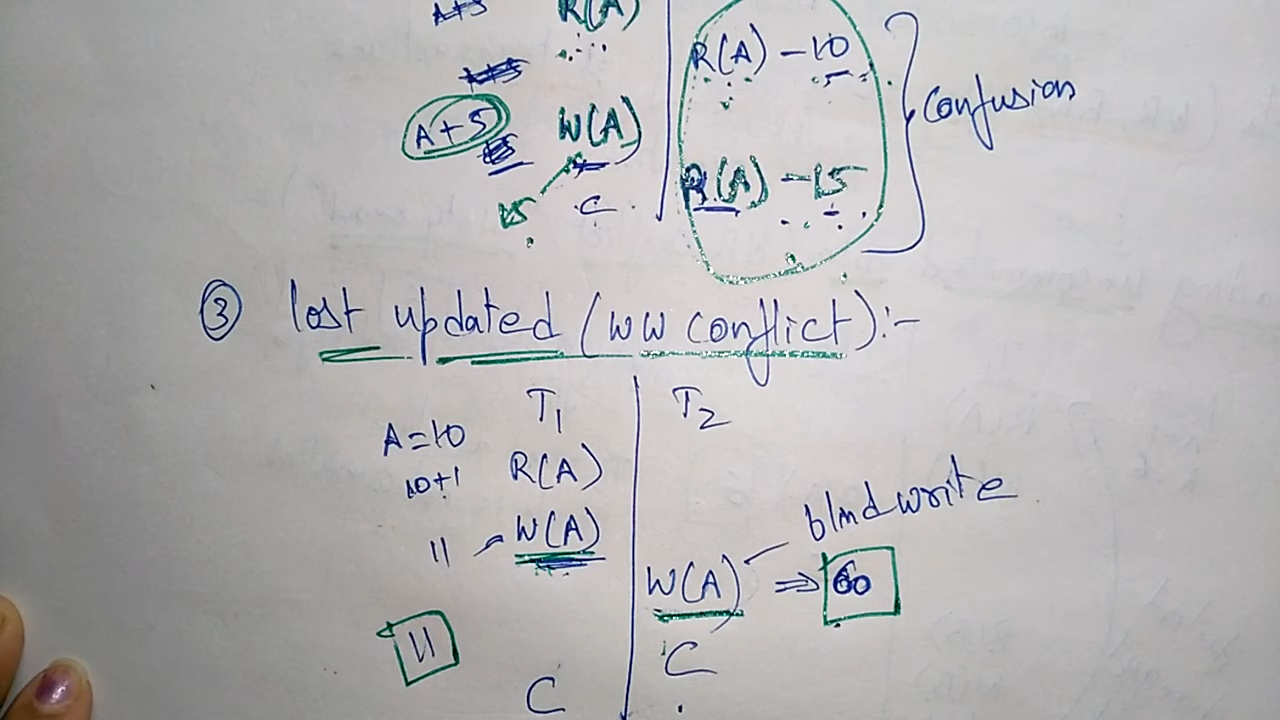 A+5 R(A)
R(A) - 10
A+5 W(A)
confusion
R(A) - 15
15 C
③ lost updated (WW conflict):-
T1 T2
A=10
10+1 R(A)
11 W(A)
blind write
W(A) ⇒ 60
11
C
C